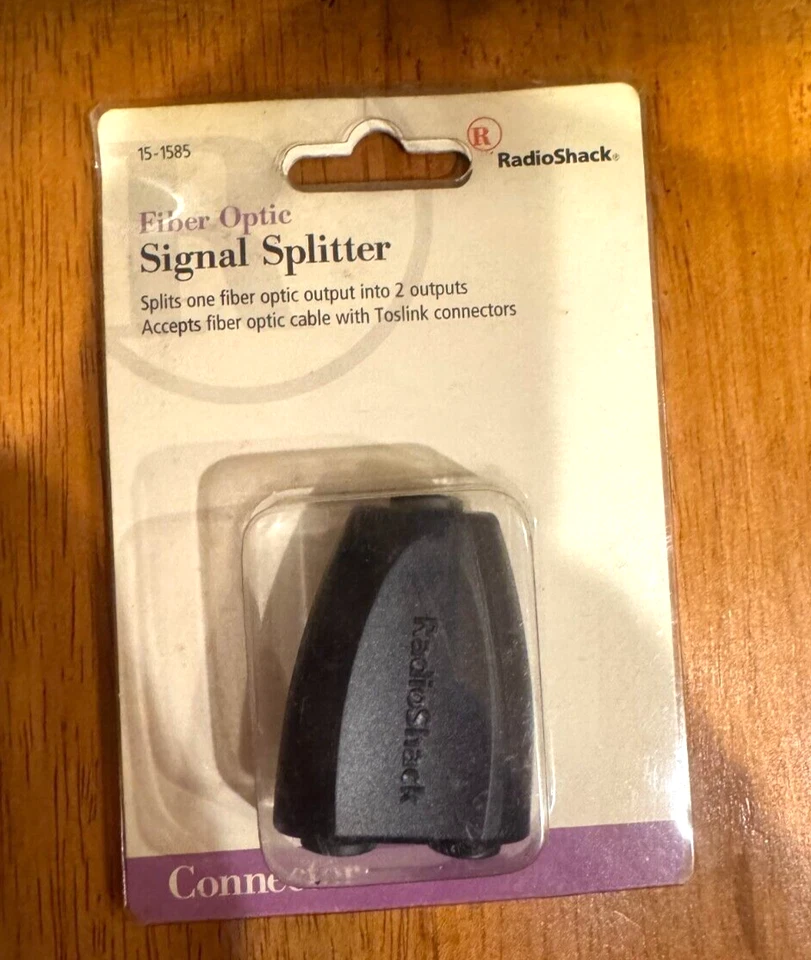 15-1585
R
RadioShack®
Fiber Optic
Signal Splitter
Splits one fiber optic output into 2 outputs
Accepts fiber optic cable with Toslink connectors
RadioShack
Connector